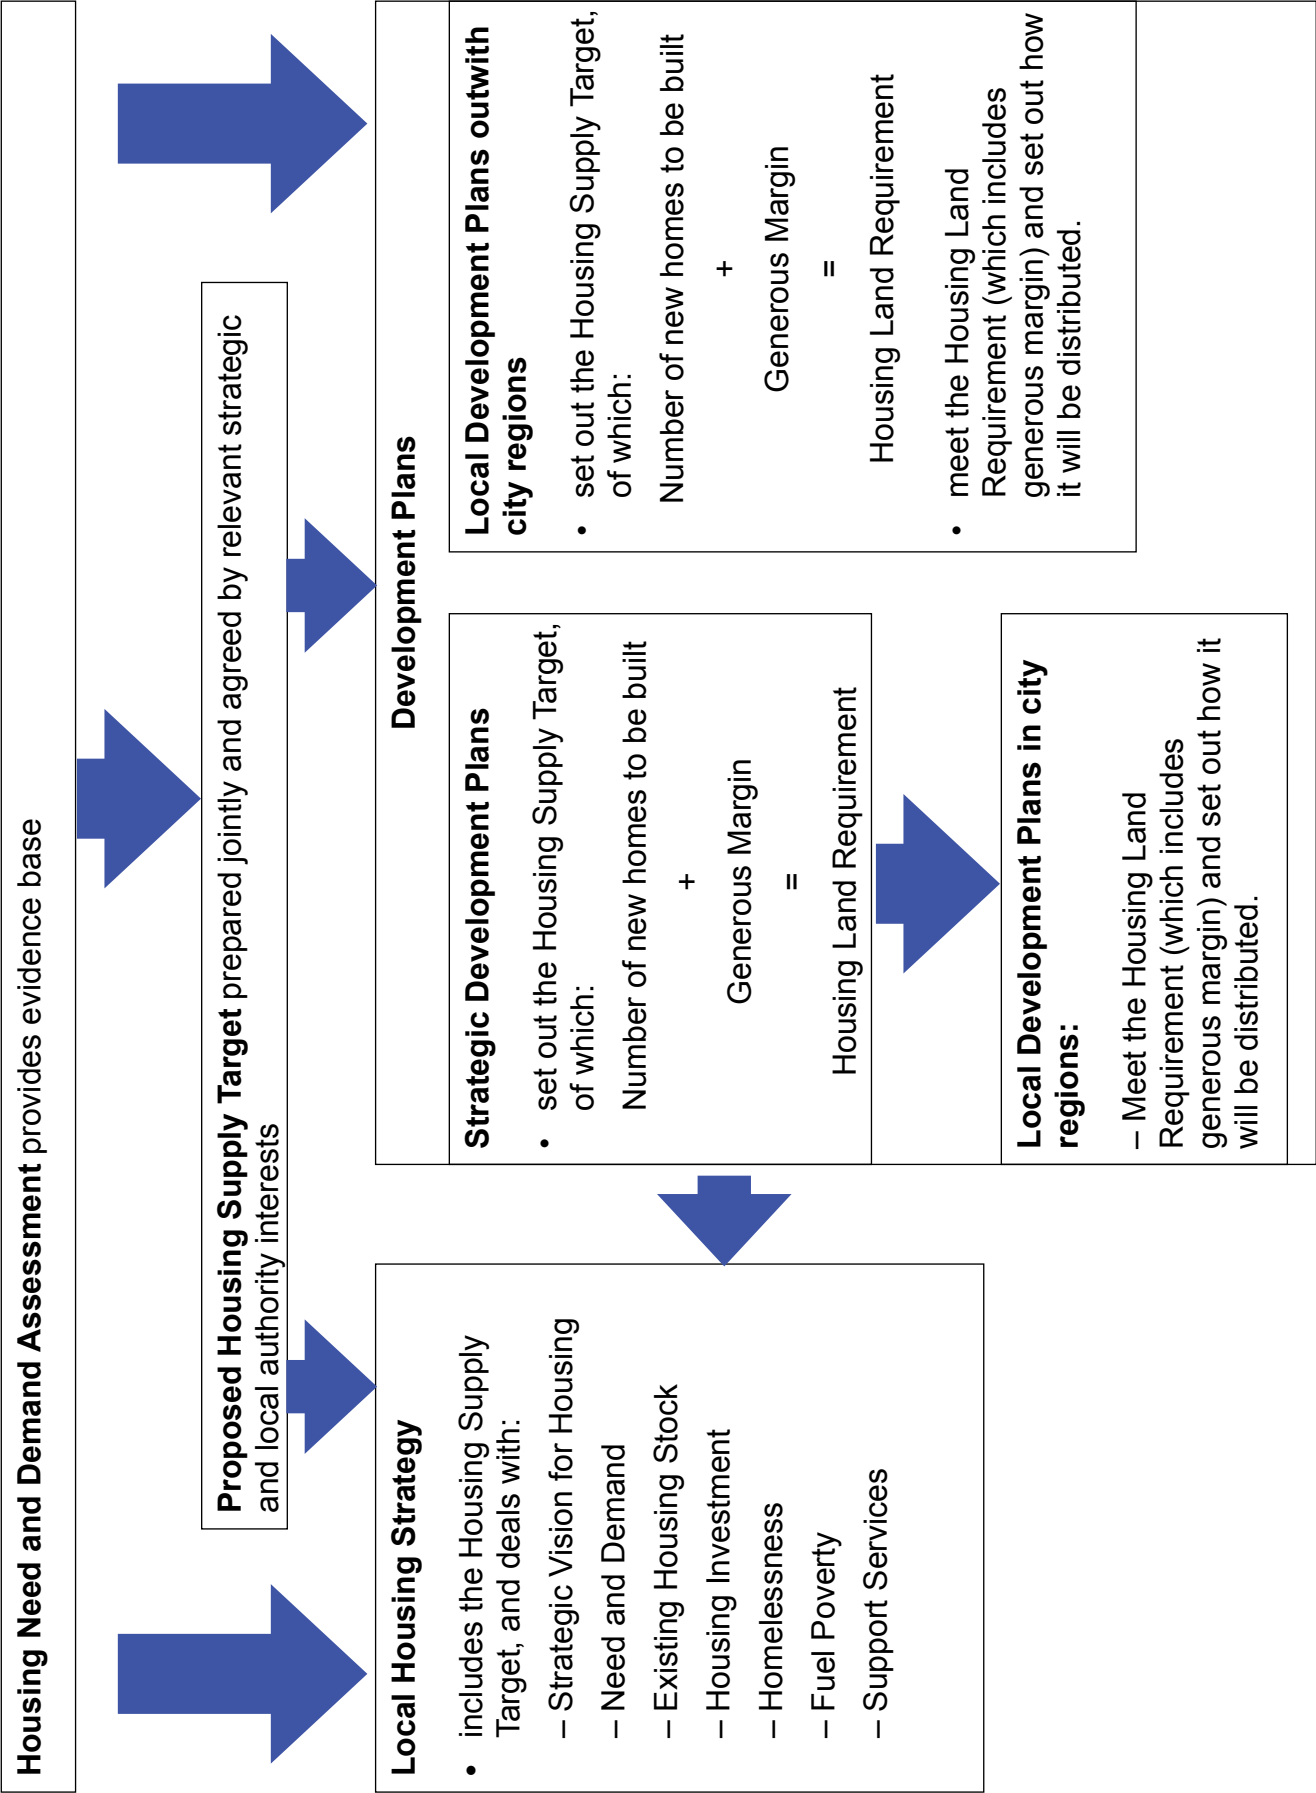 Housing Need and Demand Assessment provides evidence base
Proposed Housing Supply Target prepared jointly and agreed by relevant strategic
and local authority interests
Local Housing Strategy
• includes the Housing Supply
Target, and deals with:
– Strategic Vision for Housing
– Need and Demand
– Existing Housing Stock
– Housing Investment
– Homelessness
– Fuel Poverty
– Support Services
Development Plans
Strategic Development Plans
• set out the Housing Supply Target,
of which:
Number of new homes to be built
+
Generous Margin
=
Housing Land Requirement
Local Development Plans in city
regions:
– Meet the Housing Land
Requirement (which includes
generous margin) and set out how it
will be distributed.
Local Development Plans outwith
city regions
• set out the Housing Supply Target,
of which:
Number of new homes to be built
+
Generous Margin
=
Housing Land Requirement
• meet the Housing Land
Requirement (which includes
generous margin) and set out how
it will be distributed.